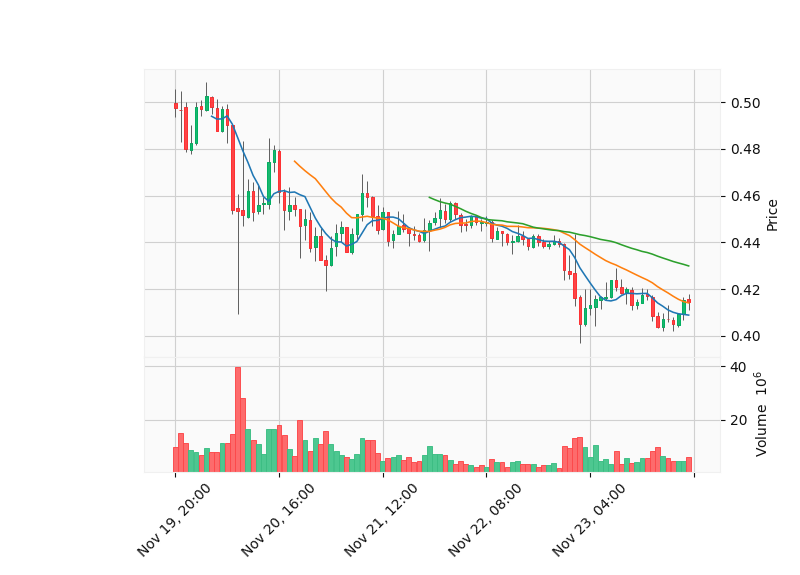 0.50
0.48
0.46
0.44
0.42
0.40
Price
40
20
Volume 10^6
Nov 19, 20:00
Nov 20, 16:00
Nov 21, 12:00
Nov 22, 08:00
Nov 23, 04:00